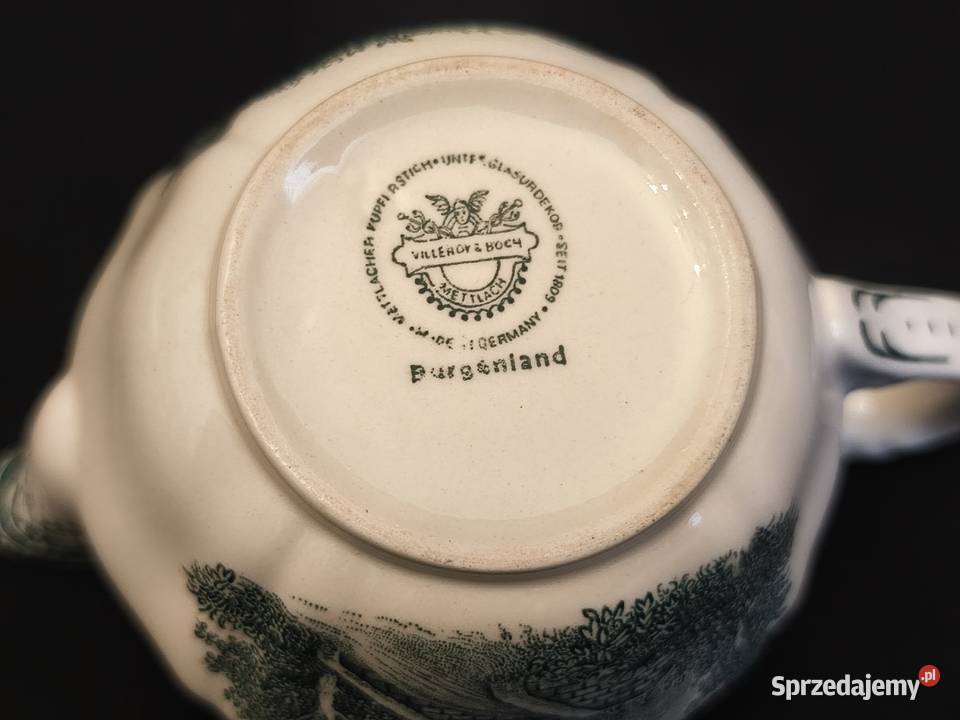 METTLACHER KUPFERSTICH • UNTERGLASURDEKOR • SEIT 1809 •
MADE IN GERMANY •
VILLEROY & BOCH
METTLACH
Burgenland
Sprzedajemy.pl